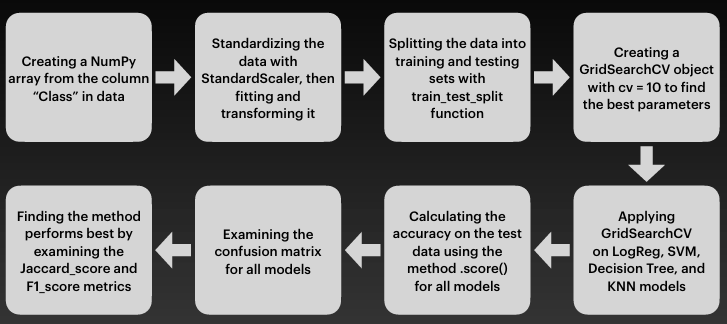 Creating a NumPy
array from the column
“Class” in data
Standardizing the
data with
StandardScaler, then
fitting and
transforming it
Splitting the data into
training and testing
sets with
train_test_split
function
Creating a
GridSearchCV object
with cv = 10 to find
the best parameters
Applying
GridSearchCV
on LogReg, SVM,
Decision Tree, and
KNN models
Calculating the
accuracy on the test
data using the
method .score()
for all models
Examining the
confusion matrix
for all models
Finding the method
performs best by
examining the
Jaccard_score and
F1_score metrics